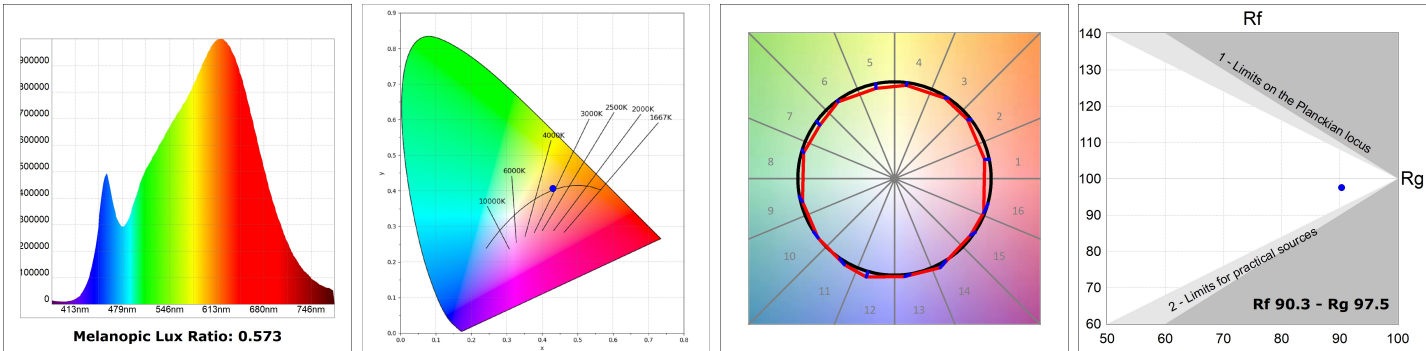 900000
800000
700000
600000
500000
400000
300000
200000
100000
0
413nm 479nm 546nm 613nm 680nm 746nm
Melanopic Lux Ratio: 0.573
0.9
0.8
0.7
0.6
0.5
0.4
0.3
0.2
0.1
0.0
y
0.0 0.1 0.2 0.3 0.4 0.5 0.6 0.7 0.8
x
10000K
6000K
4000K
3000K
2500K
2000K
1667K
1
2
3
4
5
6
7
8
9
10
11
12
13
14
15
16
Rf
140
130
120
110
100
90
80
70
60
50 60 70 80 90 100
Rg
1 - Limits on the Planckian locus
2 - Limits for practical sources
Rf 90.3 - Rg 97.5